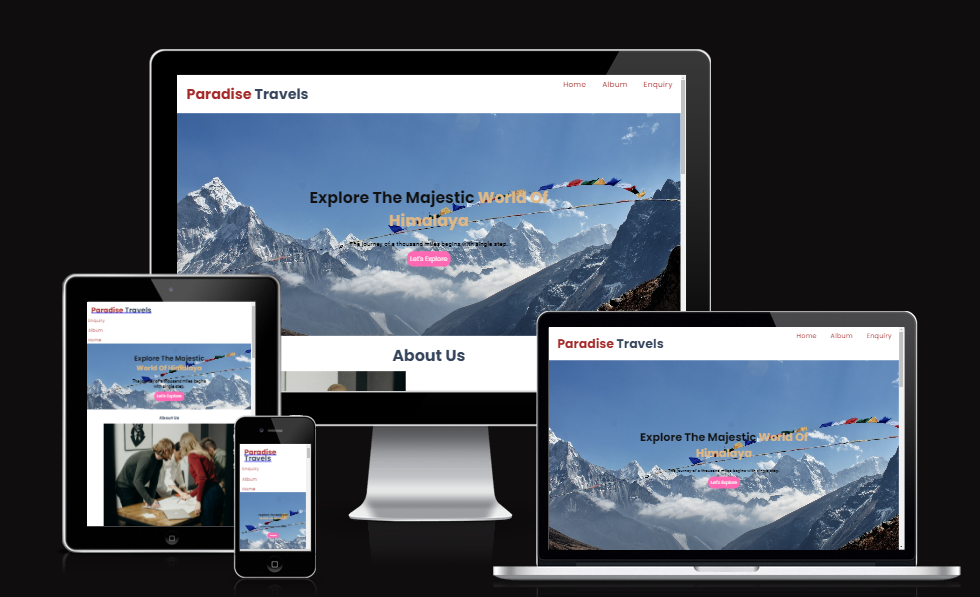 Paradise Travels
Home Album Enquiry
Explore The Majestic World Of
Himalaya
The journey of a thousand miles begins with single step.
Let's Explore
About Us
Paradise Travels
Enquiry
Album
Home
Explore The Majestic
World Of Himalaya
The journey of a thousand miles begins
with single step.
Let's Explore
About Us
Paradise
Travels
Enquiry
Album
Home
Paradise Travels
Home Album Enquiry
Explore The Majestic World Of
Himalaya
The journey of a thousand miles begins with single step.
Let's Explore